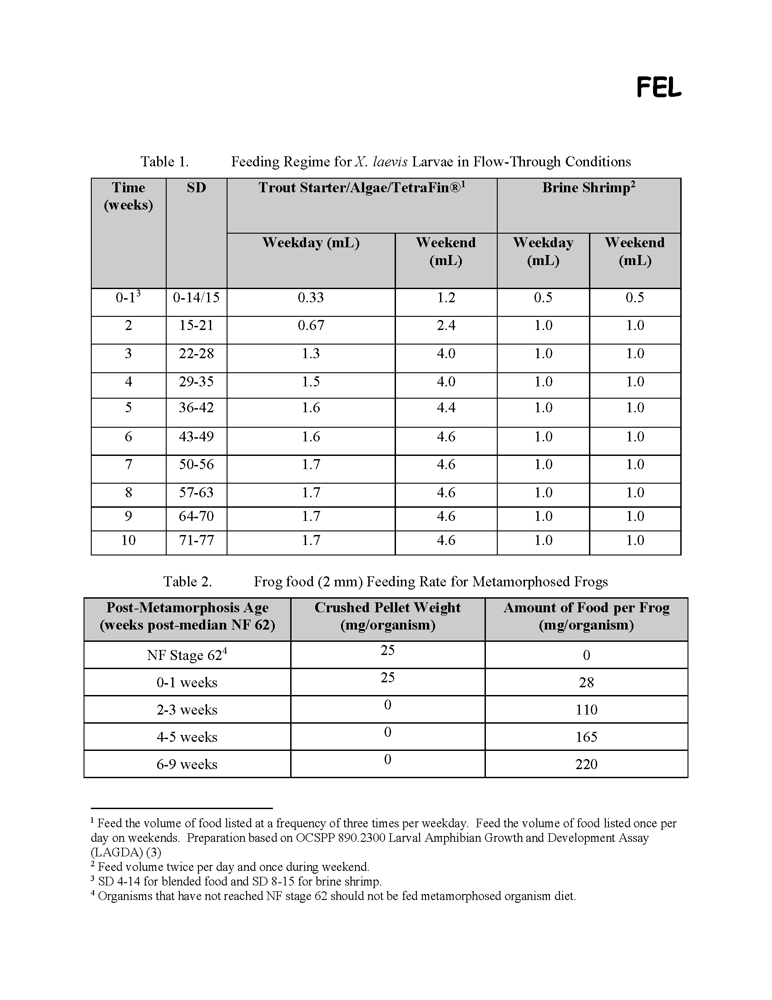 FEL
Table 1. Feeding Regime for X. laevis Larvae in Flow-Through Conditions
Time (weeks) SD Trout Starter/Algae/TetraFin®¹ Brine Shrimp²
Weekday (mL) Weekend (mL) Weekday (mL) Weekend (mL)
0-1³ 0-14/15 0.33 1.2 0.5 0.5
2 15-21 0.67 2.4 1.0 1.0
3 22-28 1.3 4.0 1.0 1.0
4 29-35 1.5 4.0 1.0 1.0
5 36-42 1.6 4.4 1.0 1.0
6 43-49 1.6 4.6 1.0 1.0
7 50-56 1.7 4.6 1.0 1.0
8 57-63 1.7 4.6 1.0 1.0
9 64-70 1.7 4.6 1.0 1.0
10 71-77 1.7 4.6 1.0 1.0
Table 2. Frog food (2 mm) Feeding Rate for Metamorphosed Frogs
Post-Metamorphosis Age (weeks post-median NF 62) Crushed Pellet Weight (mg/organism) Amount of Food per Frog (mg/organism)
NF Stage 62⁴ 25 0
0-1 weeks 25 28
2-3 weeks 0 110
4-5 weeks 0 165
6-9 weeks 0 220
¹ Feed the volume of food listed at a frequency of three times per weekday. Feed the volume of food listed once per
day on weekends. Preparation based on OCSPP 890.2300 Larval Amphibian Growth and Development Assay
(LAGDA) (3)
² Feed volume twice per day and once during weekend.
³ SD 4-14 for blended food and SD 8-15 for brine shrimp.
⁴ Organisms that have not reached NF stage 62 should not be fed metamorphosed organism diet.